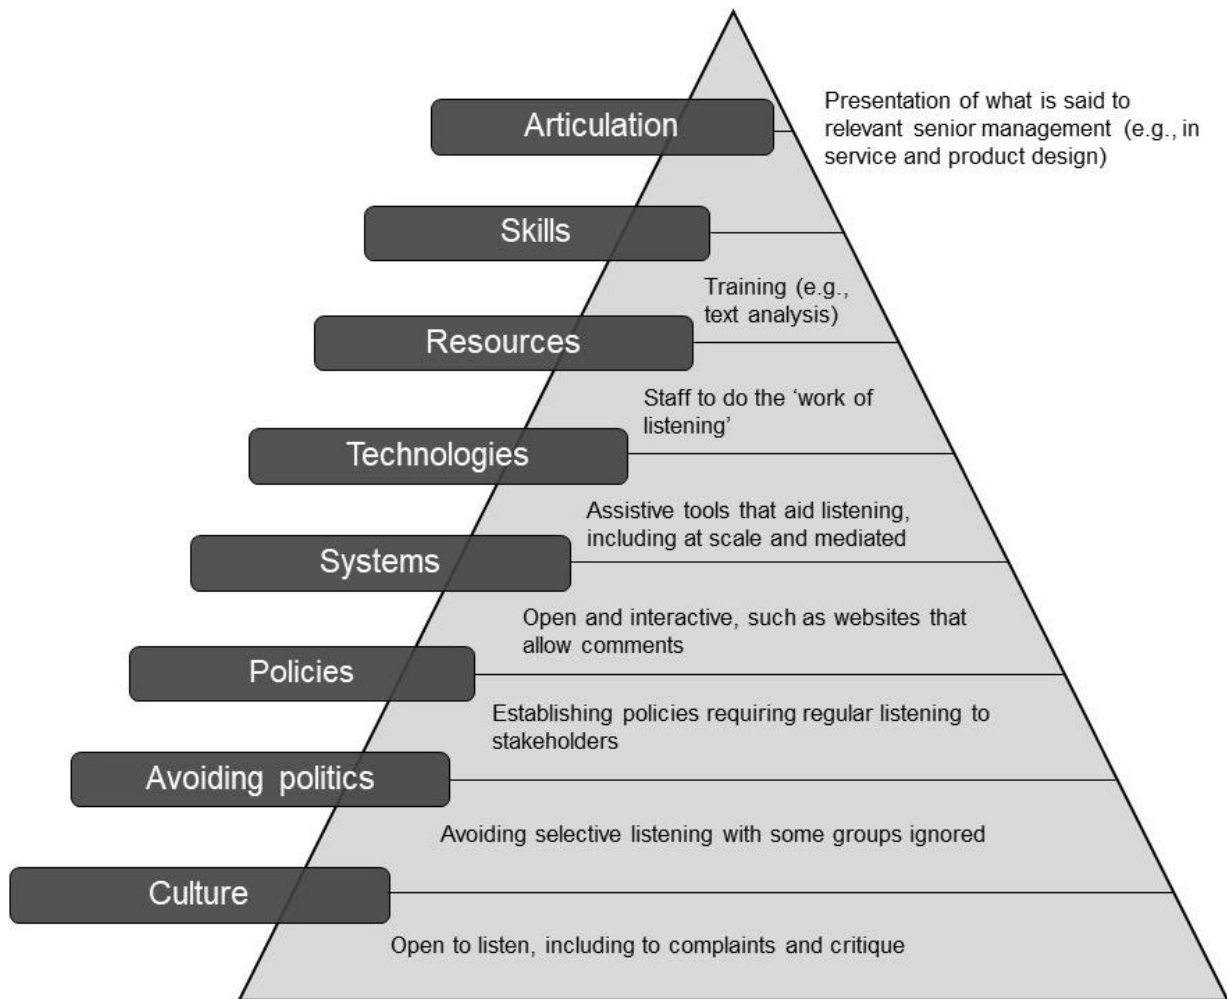 Articulation
Presentation of what is said to
relevant senior management (e.g., in
service and product design)
Skills
Training (e.g.,
text analysis)
Resources
Staff to do the ‘work of
listening’
Technologies
Assistive tools that aid listening,
including at scale and mediated
Systems
Open and interactive, such as websites that
allow comments
Policies
Establishing policies requiring regular listening to
stakeholders
Avoiding politics
Avoiding selective listening with some groups ignored
Culture
Open to listen, including to complaints and critique